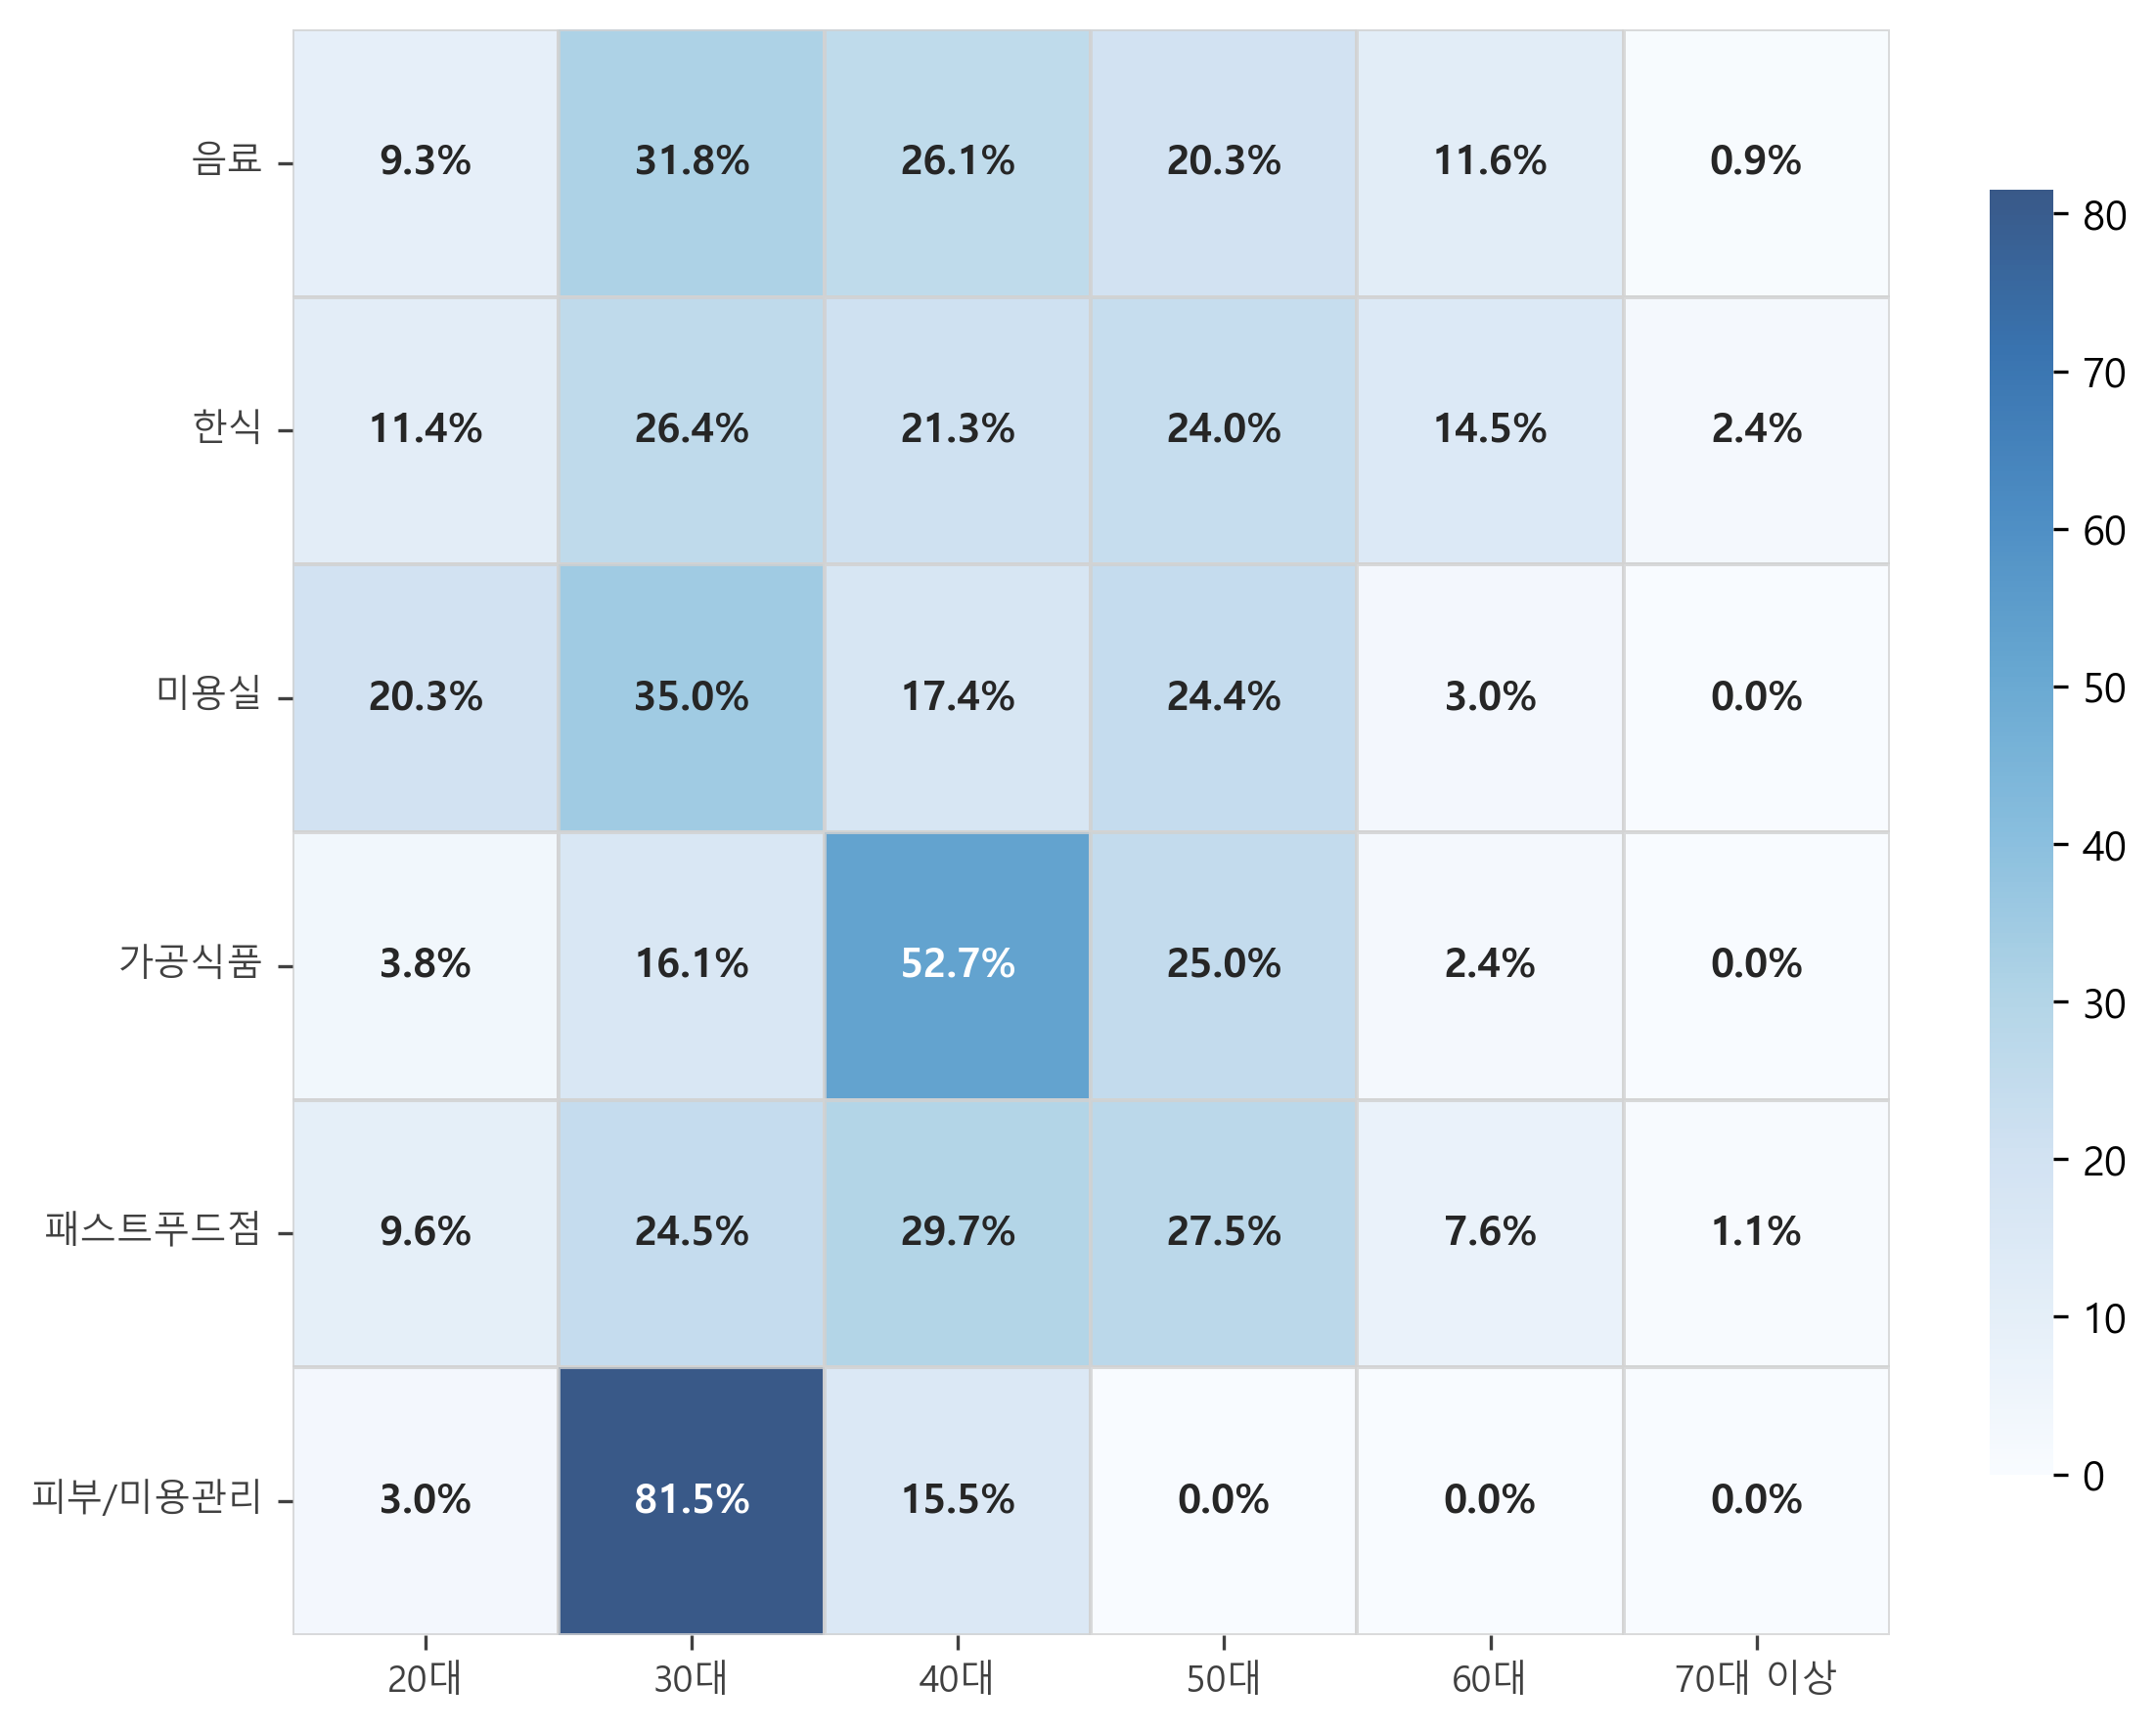 음료 9.3% 31.8% 26.1% 20.3% 11.6% 0.9%
한식 11.4% 26.4% 21.3% 24.0% 14.5% 2.4%
미용실 20.3% 35.0% 17.4% 24.4% 3.0% 0.0%
가공식품 3.8% 16.1% 52.7% 25.0% 2.4% 0.0%
패스트푸드점 9.6% 24.5% 29.7% 27.5% 7.6% 1.1%
피부/미용관리 3.0% 81.5% 15.5% 0.0% 0.0% 0.0%
20대 30대 40대 50대 60대 70대 이상
80
70
60
50
40
30
20
10
0